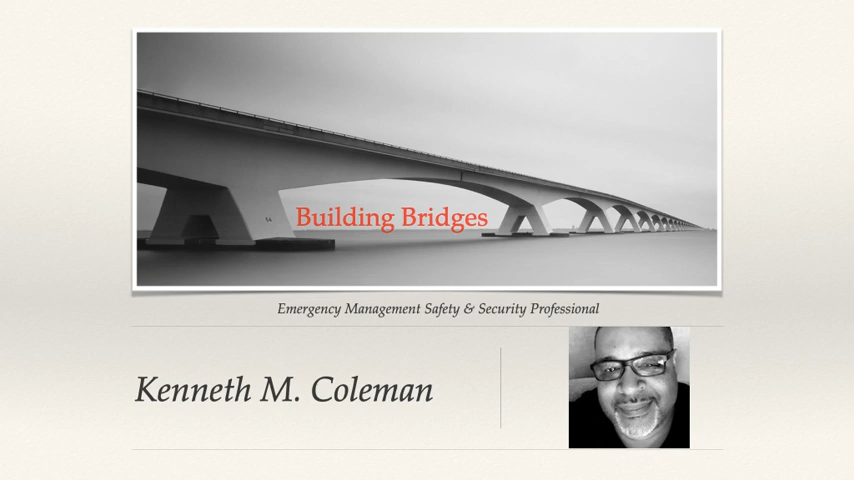 Building Bridges
Emergency Management Safety & Security Professional
Kenneth M. Coleman